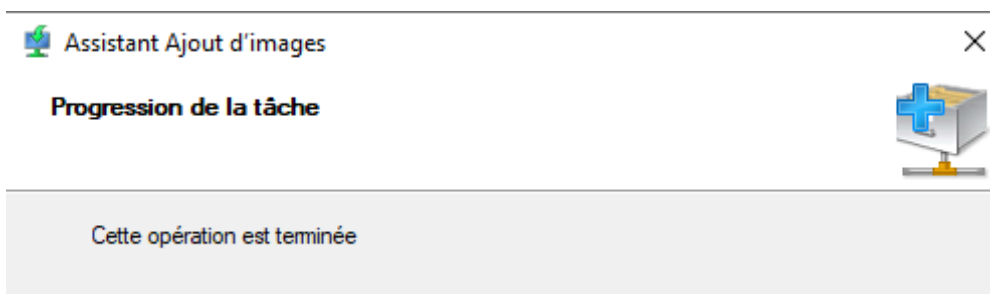 Assistant Ajout d'images
Progression de la tâche
Cette opération est terminée